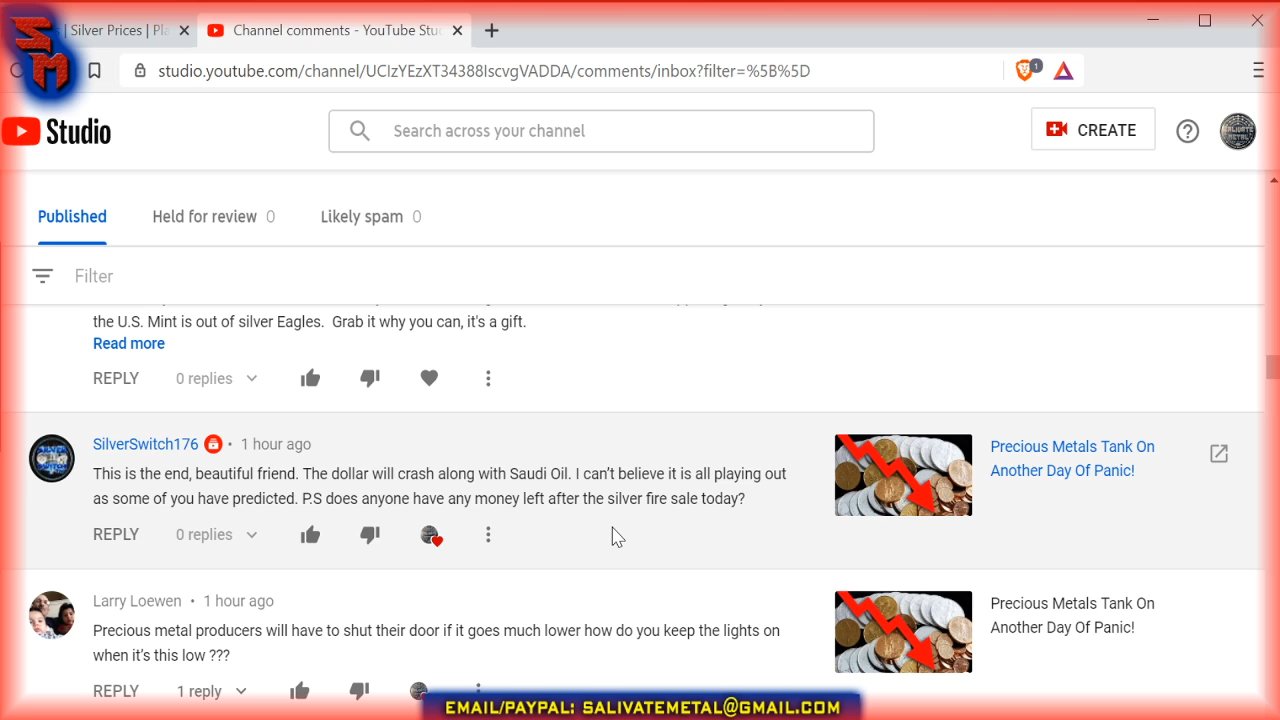 SM
| Silver Prices | Pla
Channel comments - YouTube Stud
studio.youtube.com/channel/UCIzYEzXT34388IscvgVADDA/comments/inbox?filter=%5B%5D
1
Studio
Search across your channel
CREATE
SALIVATE METAL
Published
Held for review 0
Likely spam 0
Filter
the U.S. Mint is out of silver Eagles. Grab it why you can, it's a gift.
Read more
REPLY
0 replies
SilverSwitch176 • 1 hour ago
This is the end, beautiful friend. The dollar will crash along with Saudi Oil. I can’t believe it is all playing out
as some of you have predicted. P.S does anyone have any money left after the silver fire sale today?
Precious Metals Tank On
Another Day Of Panic!
REPLY
0 replies
Larry Loewen • 1 hour ago
Precious metal producers will have to shut their door if it goes much lower how do you keep the lights on
when it’s this low ???
Precious Metals Tank On
Another Day Of Panic!
REPLY
1 reply
EMAIL/PAYPAL: SALIVATEMETAL@GMAIL.COM